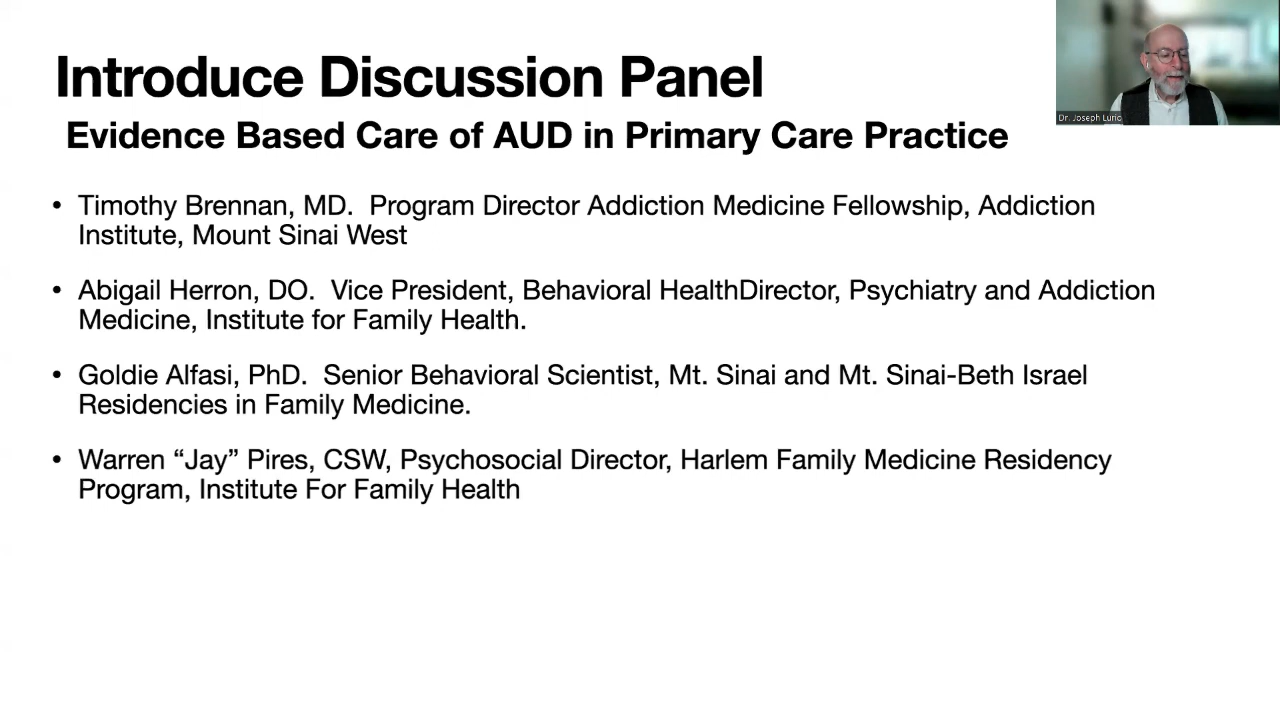 Introduce Discussion Panel
Evidence Based Care of AUD in Primary Care Practice
Dr. Joseph Luric
• Timothy Brennan, MD.  Program Director Addiction Medicine Fellowship, Addiction
Institute, Mount Sinai West
• Abigail Herron, DO.  Vice President, Behavioral HealthDirector, Psychiatry and Addiction
Medicine, Institute for Family Health.
• Goldie Alfasi, PhD.  Senior Behavioral Scientist, Mt. Sinai and Mt. Sinai-Beth Israel
Residencies in Family Medicine.
• Warren “Jay” Pires, CSW, Psychosocial Director, Harlem Family Medicine Residency
Program, Institute For Family Health